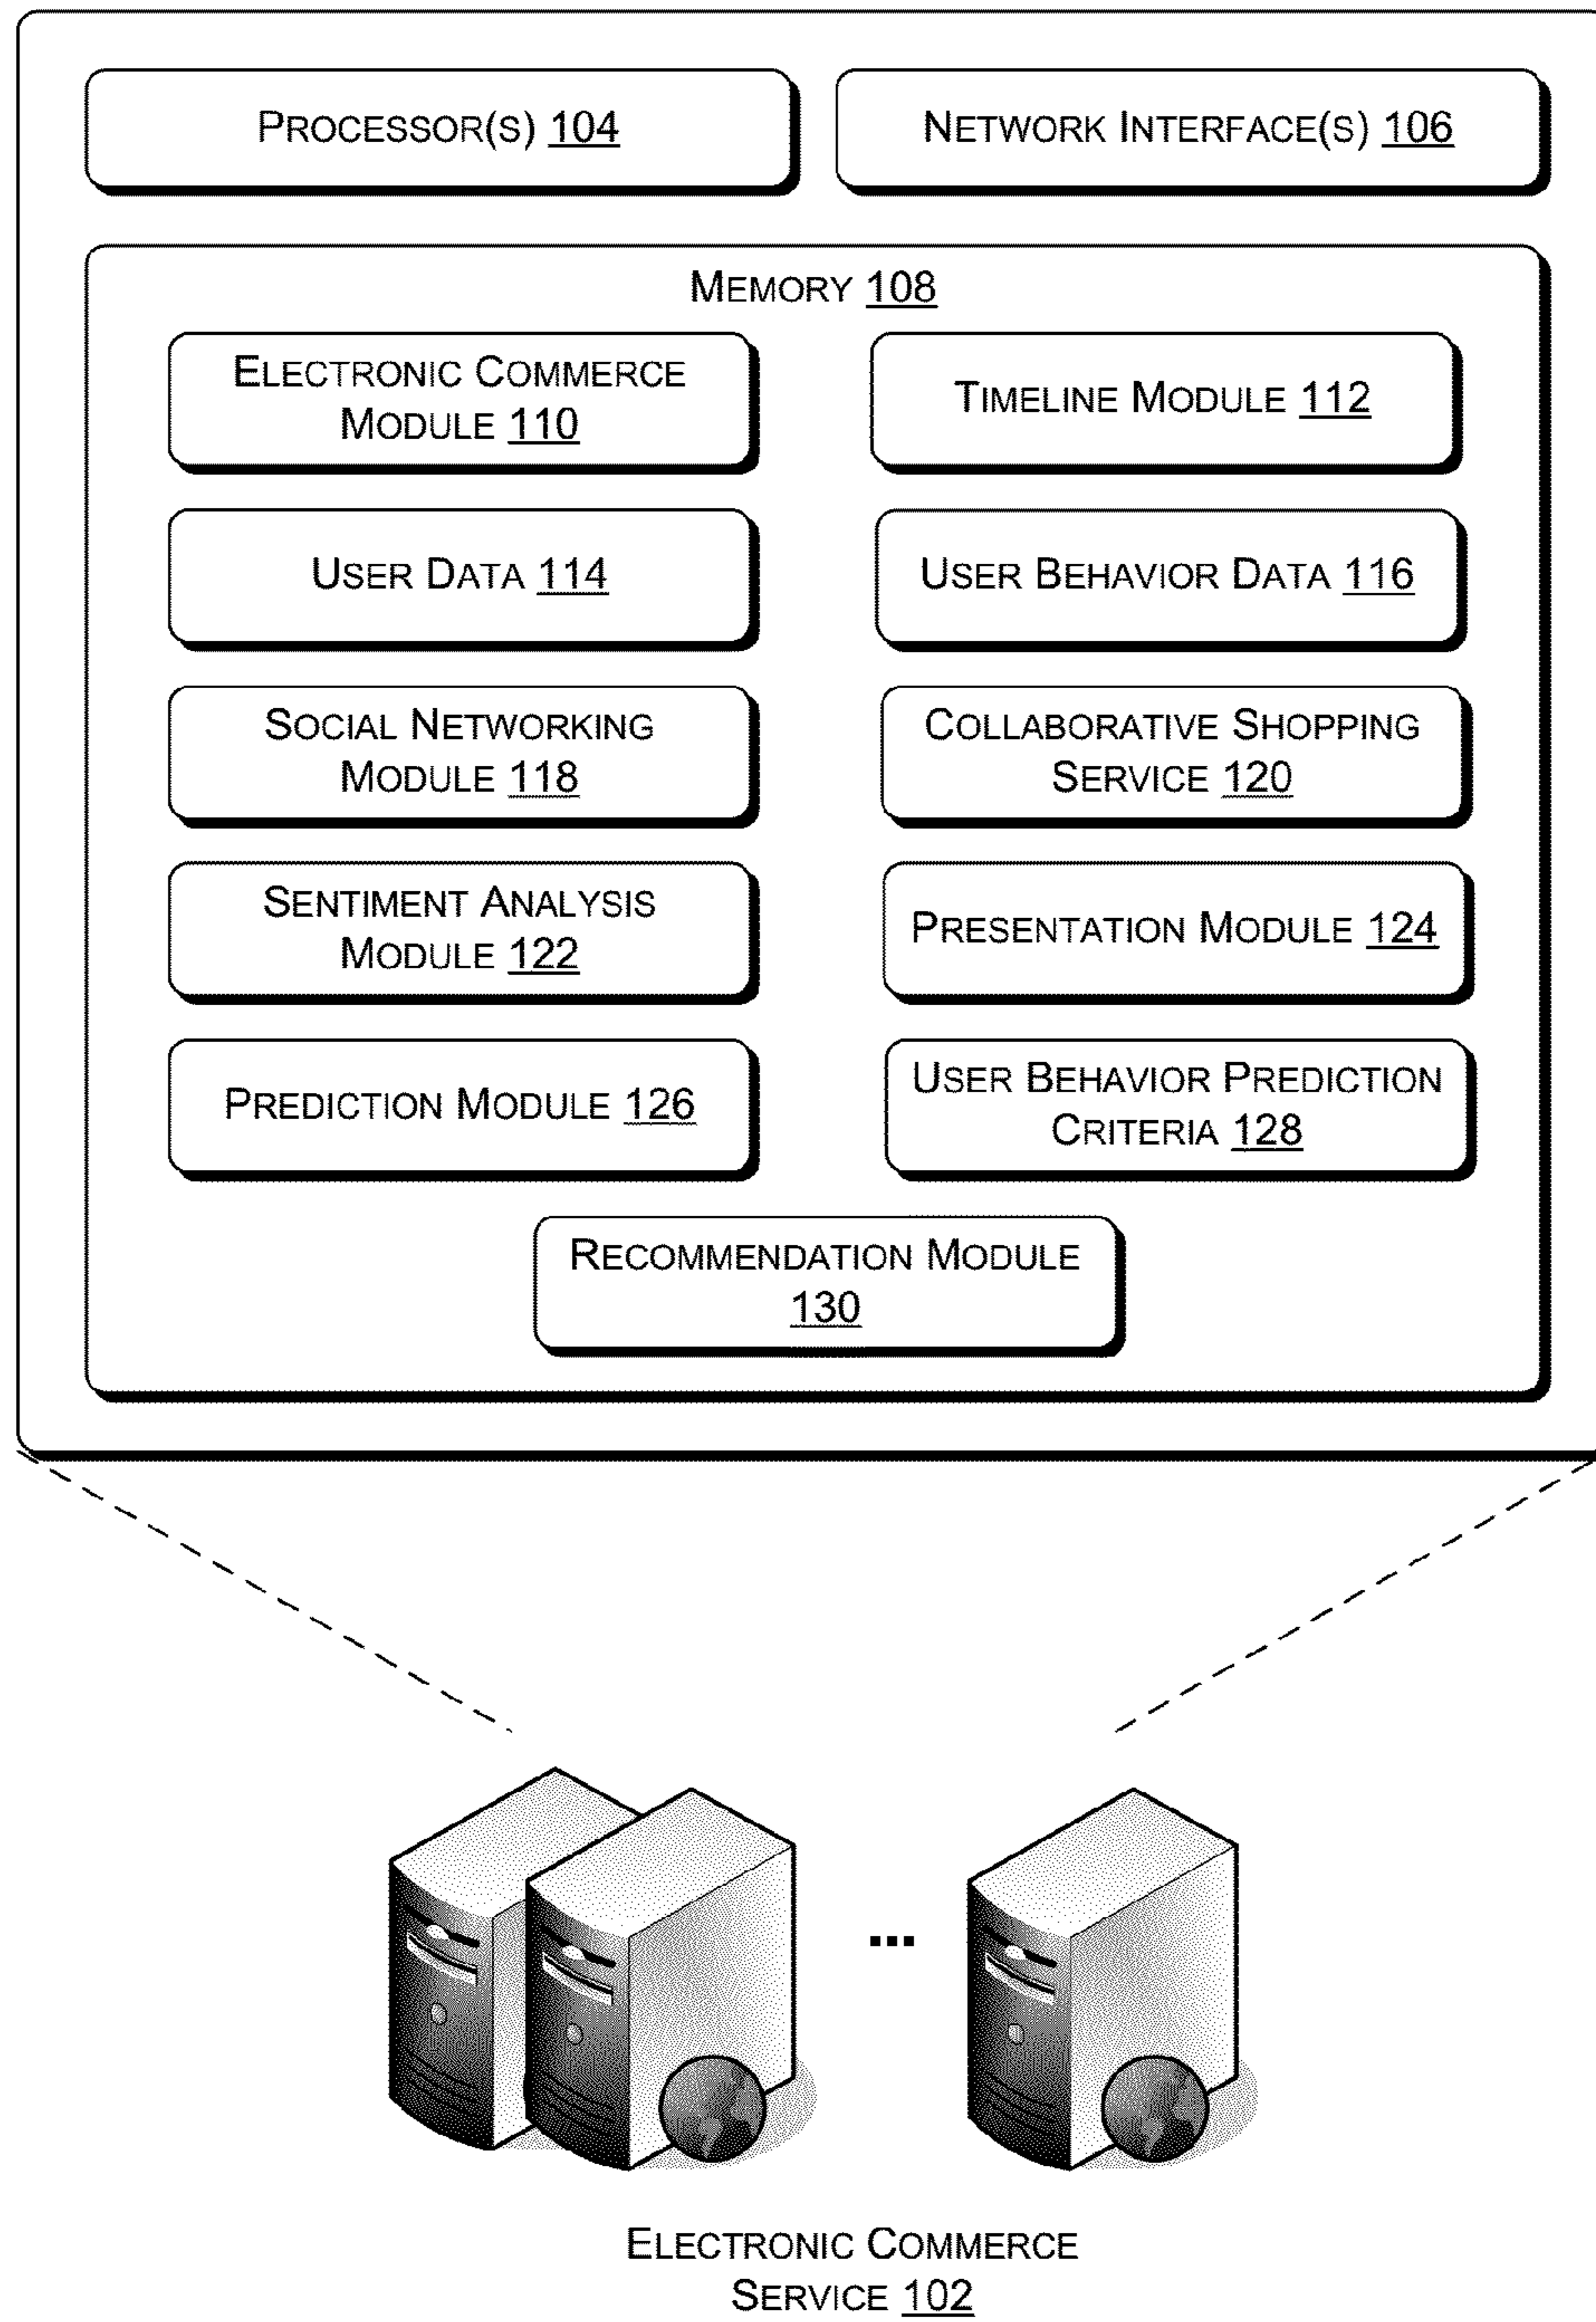 PROCESSOR(S) 104
NETWORK INTERFACE(S) 106
MEMORY 108
ELECTRONIC COMMERCE
MODULE 110
TIMELINE MODULE 112
USER DATA 114
USER BEHAVIOR DATA 116
SOCIAL NETWORKING
MODULE 118
COLLABORATIVE SHOPPING
SERVICE 120
SENTIMENT ANALYSIS
MODULE 122
PRESENTATION MODULE 124
PREDICTION MODULE 126
USER BEHAVIOR PREDICTION
CRITERIA 128
RECOMMENDATION MODULE
130
...
ELECTRONIC COMMERCE
SERVICE 102